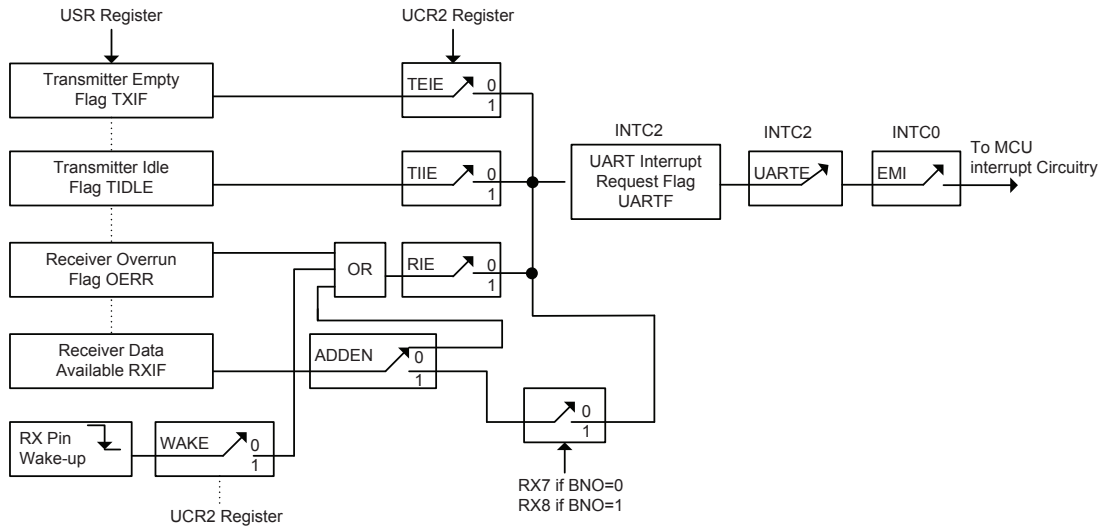 USR Register
UCR2 Register
Transmitter Empty
Flag TXIF
TEIE
0
1
Transmitter Idle
Flag TIDLE
TIIE
0
1
INTC2
UART Interrupt
Request Flag
UARTF
INTC2
UARTE
INTC0
EMI
To MCU
interrupt Circuitry
Receiver Overrun
Flag OERR
OR
RIE
0
1
Receiver Data
Available RXIF
ADDEN
0
1
0
1
RX7 if BNO=0
RX8 if BNO=1
RX Pin
Wake-up
WAKE
0
1
UCR2 Register